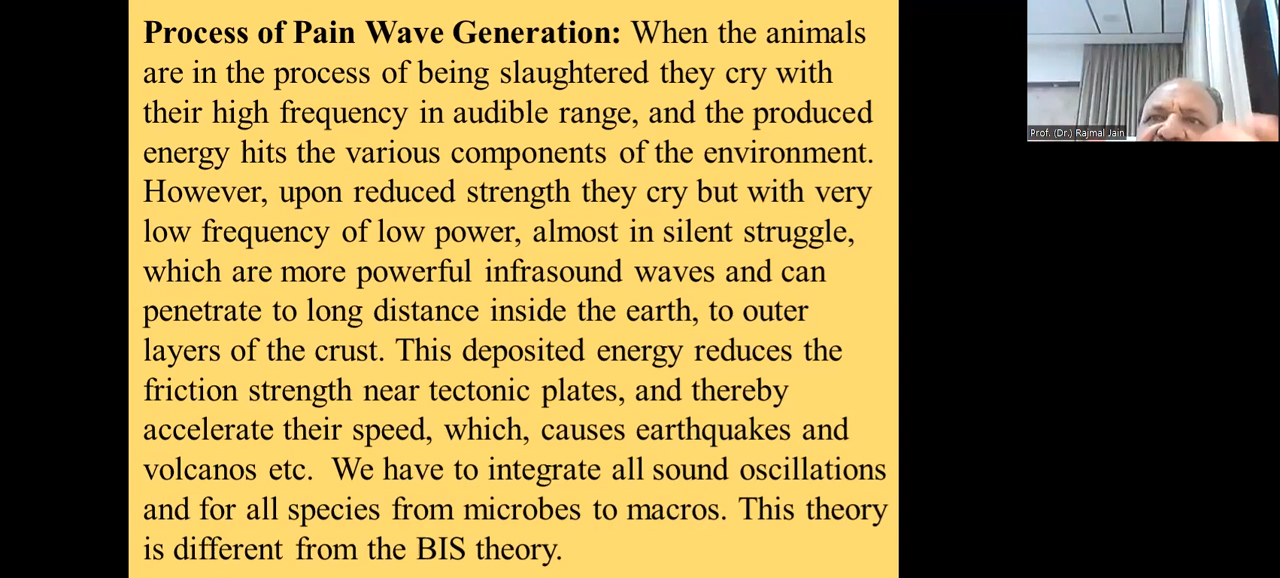 Process of Pain Wave Generation: When the animals
are in the process of being slaughtered they cry with
their high frequency in audible range, and the produced
energy hits the various components of the environment.
However, upon reduced strength they cry but with very
low frequency of low power, almost in silent struggle,
which are more powerful infrasound waves and can
penetrate to long distance inside the earth, to outer
layers of the crust. This deposited energy reduces the
friction strength near tectonic plates, and thereby
accelerate their speed, which, causes earthquakes and
volcanos etc.  We have to integrate all sound oscillations
and for all species from microbes to macros. This theory
is different from the BIS theory.
Prof. (Dr.) Rajmal Jain